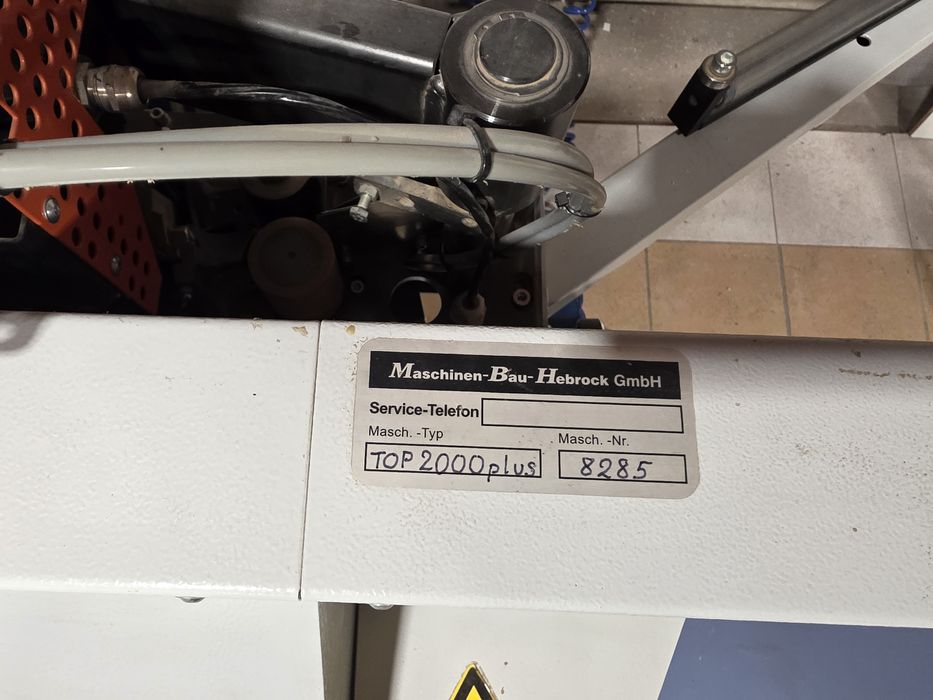 Maschinen-Bau-Hebrock GmbH
Service-Telefon
Masch. -Typ Masch. -Nr.
TOP 2000 plus 8285